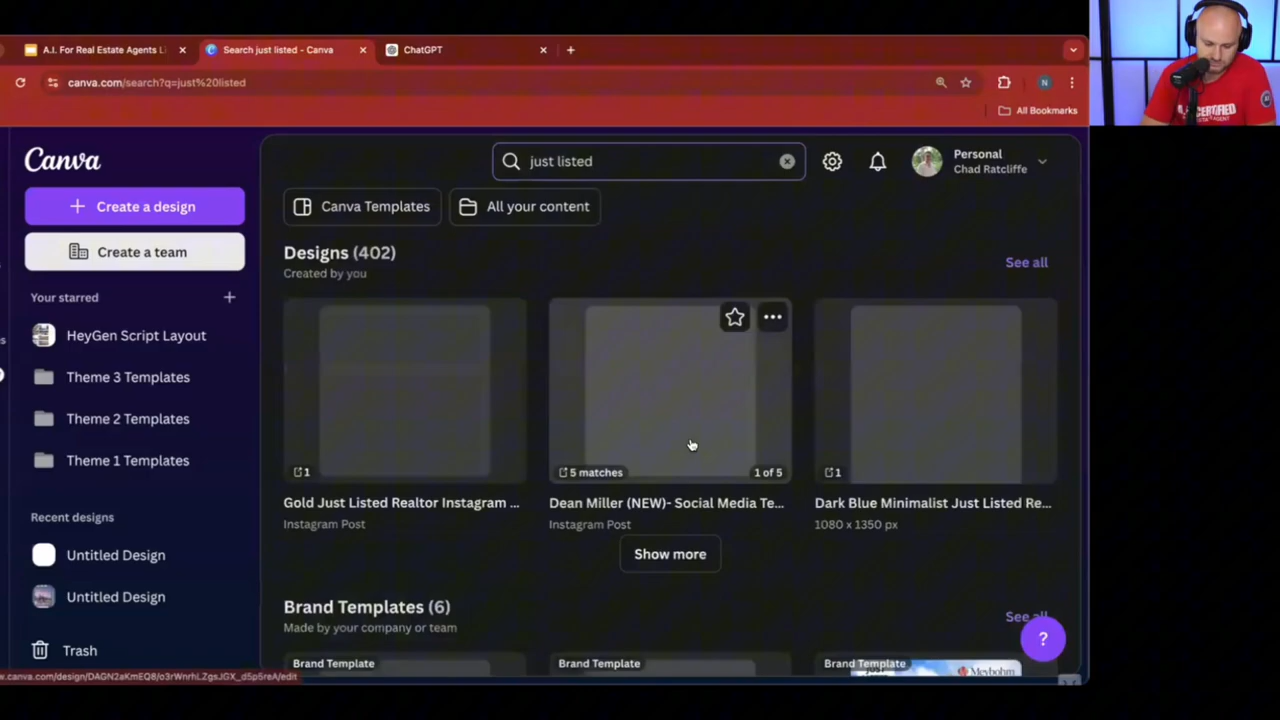 A.I. For Real Estate Agents Li
Search just listed - Canva
ChatGPT
canva.com/search?q=just%20listed
N
All Bookmarks
CERTIFIED
Canva
just listed
Personal
Chad Ratcliffe
Create a design
Canva Templates
All your content
Create a team
Designs (402)
Created by you
See all
Your starred
HeyGen Script Layout
Theme 3 Templates
Theme 2 Templates
Theme 1 Templates
1
5 matches
1 of 5
1
Gold Just Listed Realtor Instagram ...
Dean Miller (NEW)- Social Media Te...
Dark Blue Minimalist Just Listed Re...
Instagram Post
Instagram Post
1080 x 1350 px
Recent designs
Show more
Untitled Design
Untitled Design
Brand Templates (6)
See all
Made by your company or team
?
Trash
Brand Template
Brand Template
Brand Template
Meybohm